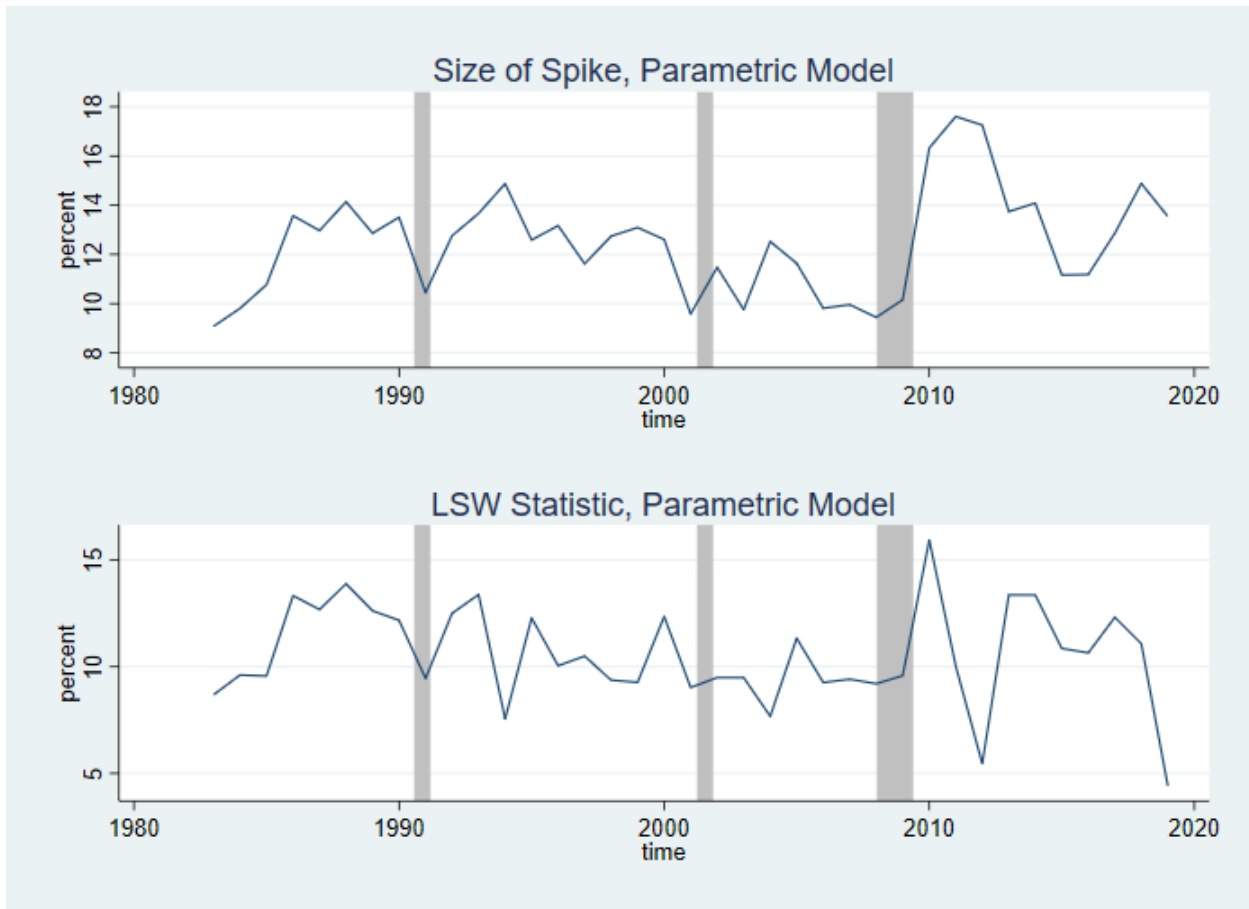 Size of Spike, Parametric Model
percent
18
16
14
12
10
8
1980 1990 2000 2010 2020
time
LSW Statistic, Parametric Model
percent
15
10
5
1980 1990 2000 2010 2020
time